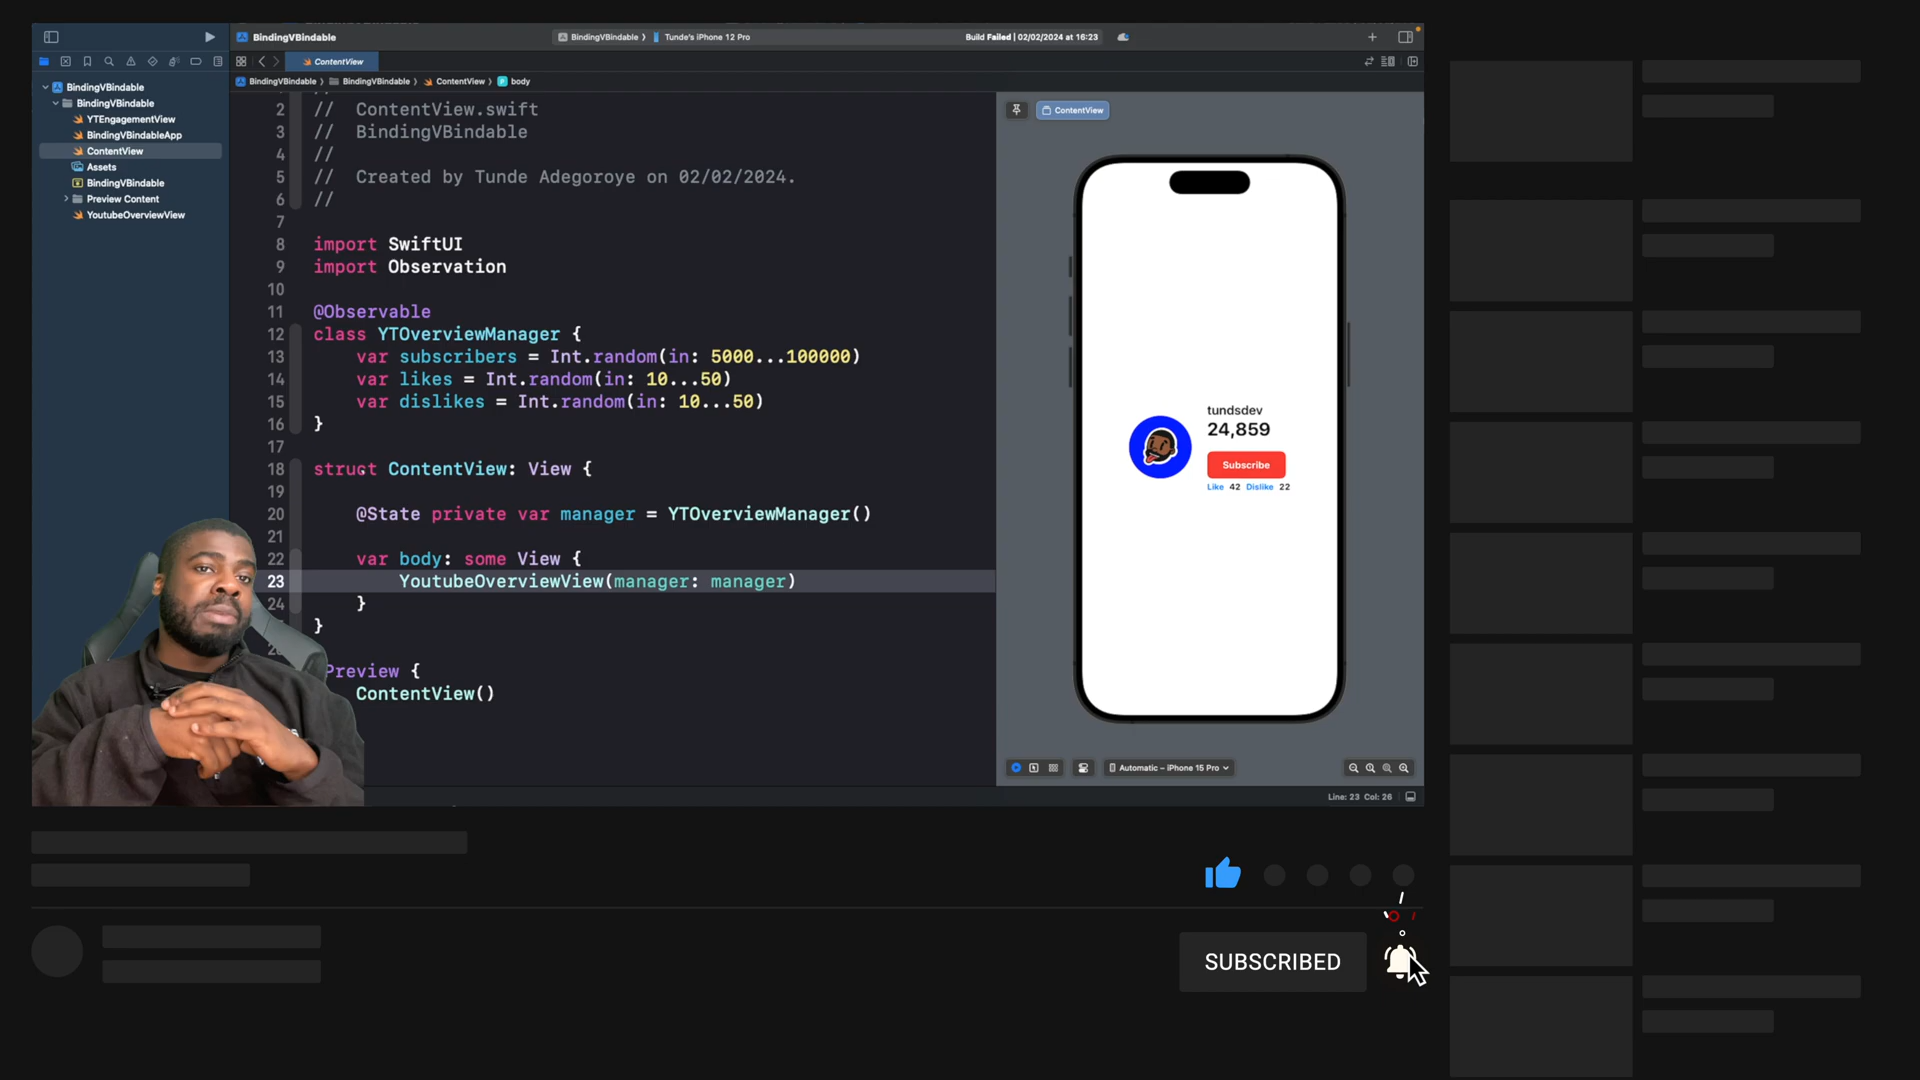 BindingVBindable
BindingVBindable 〉 Tunde's iPhone 12 Pro
Build Failed | 02/02/2024 at 16:23
ContentView
BindingVBindable 〉 BindingVBindable 〉 ContentView 〉 body
BindingVBindable
BindingVBindable
YTEngagementView
BindingVBindableApp
ContentView
Assets
BindingVBindable
Preview Content
YoutubeOverviewView
2 // ContentView.swift
3 // BindingVBindable
4 //
5 // Created by Tunde Adegoroye on 02/02/2024.
6 //
7
8 import SwiftUI
9 import Observation
10
11 @Observable
12 class YTOverviewManager {
13 var subscribers = Int.random(in: 5000...100000)
14 var likes = Int.random(in: 10...50)
15 var dislikes = Int.random(in: 10...50)
16 }
17
18 struct ContentView: View {
19
20 @State private var manager = YTOverviewManager()
21
22 var body: some View {
23 YoutubeOverviewView(manager: manager)
24 }
}
Preview {
ContentView()
ContentView
tundsdev
24,859
Subscribe
Like 42 Dislike 22
Automatic – iPhone 15 Pro
Line: 23 Col: 26
SUBSCRIBED